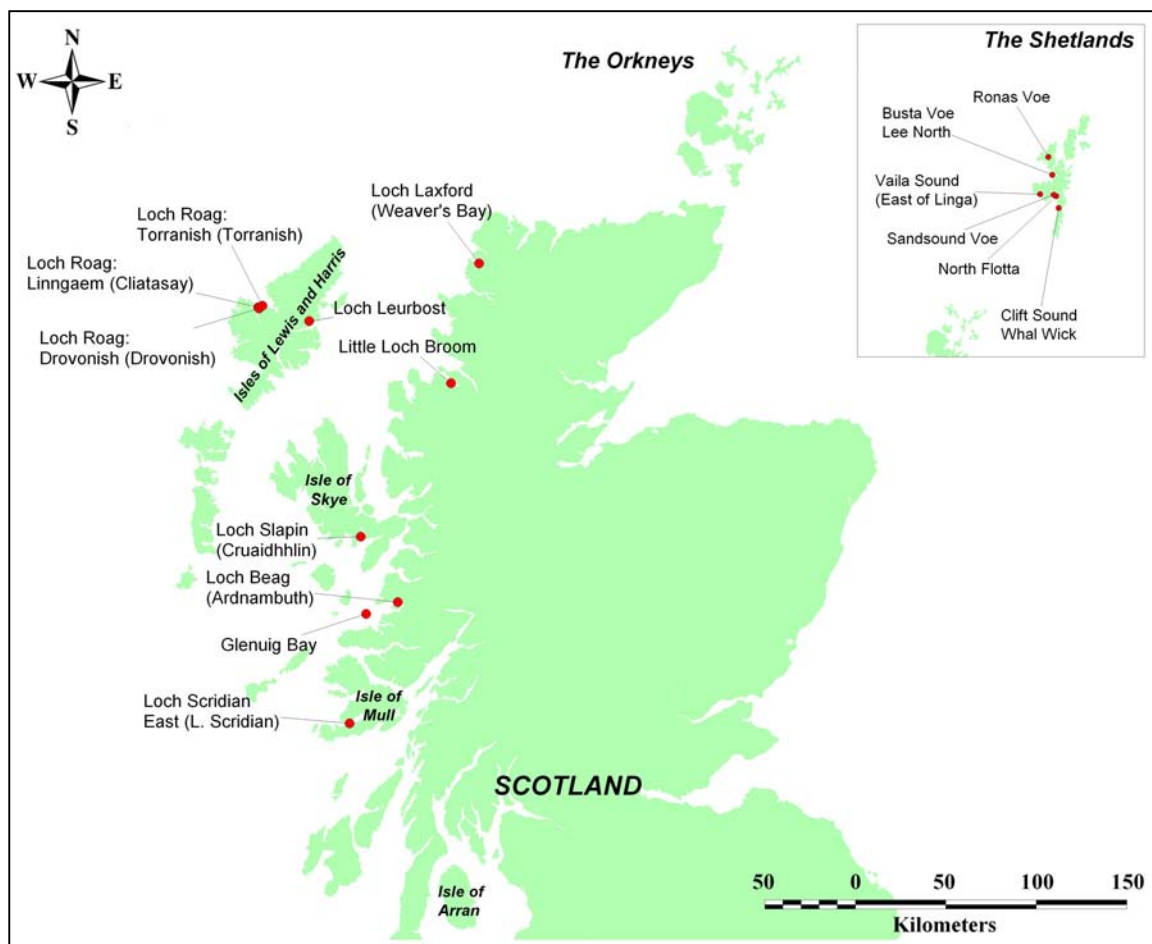 The Orkneys
The Shetlands
N
W
E
S
Ronas Voe
Busta Voe
Lee North
Vaila Sound
(East of Linga)
Sandsound Voe
North Flotta
Clift Sound
Whal Wick
Loch Laxford
(Weaver's Bay)
Loch Roag:
Torranish (Torranish)
Loch Roag:
Linngaem (Cliatasay)
Loch Roag:
Drovonish (Drovonish)
Isles of Lewis and Harris
Loch Leurbost
Little Loch Broom
Isle of
Skye
Loch Slapin
(Cruaidhhlin)
Loch Beag
(Ardnambuth)
Glenuig Bay
Loch Scridian
East (L. Scridian)
Isle of
Mull
SCOTLAND
Isle of
Arran
50 0 50 100 150
Kilometers